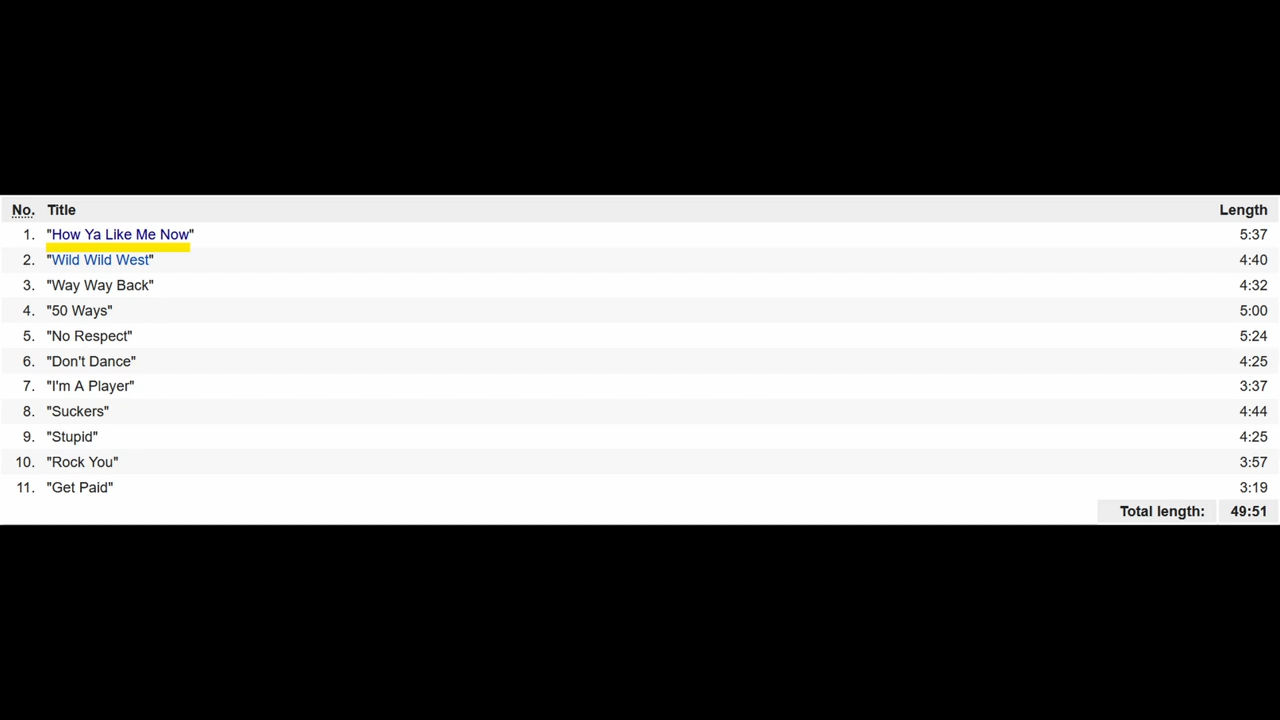 No. Title Length
1. "How Ya Like Me Now" 5:37
2. "Wild Wild West" 4:40
3. "Way Way Back" 4:32
4. "50 Ways" 5:00
5. "No Respect" 5:24
6. "Don't Dance" 4:25
7. "I'm A Player" 3:37
8. "Suckers" 4:44
9. "Stupid" 4:25
10. "Rock You" 3:57
11. "Get Paid" 3:19
Total length: 49:51